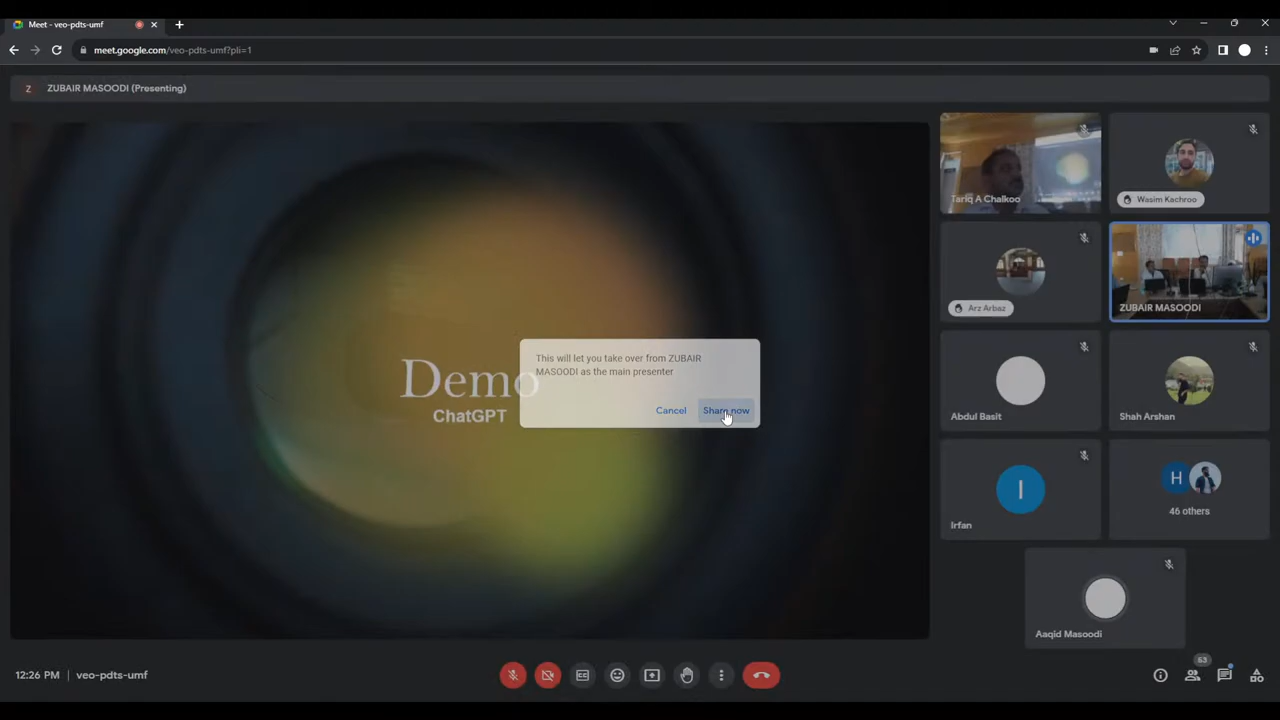 Meet - veo-pdts-umf
meet.google.com/veo-pdts-umf?pli=1
Z
ZUBAIR MASOODI (Presenting)
Demo
ChatGPT
This will let you take over from ZUBAIR
MASOODI as the main presenter
Cancel
Share now
Tariq A Chalkoo
Wasim Kachroo
Arz Arbaz
ZUBAIR MASOODI
Abdul Basit
Shah Arshan
I
Irfan
H
46 others
Aaqid Masoodi
12:26 PM | veo-pdts-umf
63